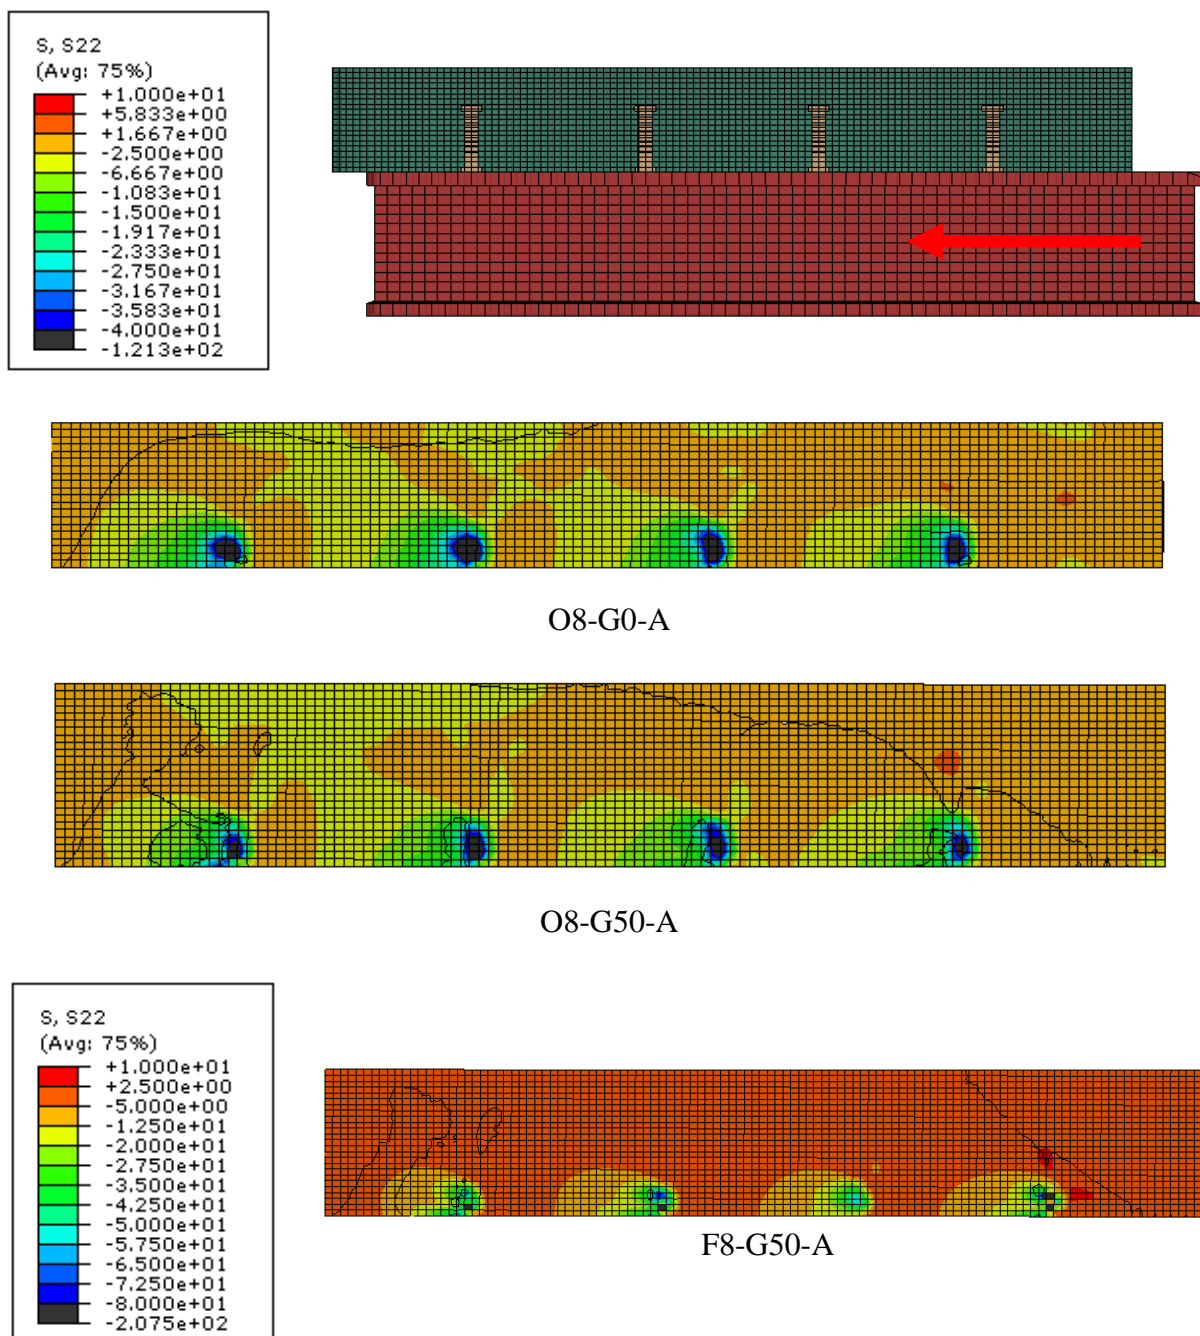 S, S22
(Avg: 75%)
+1.000e+01
+5.833e+00
+1.667e+00
-2.500e+00
-6.667e+00
-1.083e+01
-1.500e+01
-1.917e+01
-2.333e+01
-2.750e+01
-3.167e+01
-3.583e+01
-4.000e+01
-1.213e+02
O8-G0-A
O8-G50-A
S, S22
(Avg: 75%)
+1.000e+01
+2.500e+00
-5.000e+00
-1.250e+01
-2.000e+01
-2.750e+01
-3.500e+01
-4.250e+01
-5.000e+01
-5.750e+01
-6.500e+01
-7.250e+01
-8.000e+01
-2.075e+02
F8-G50-A